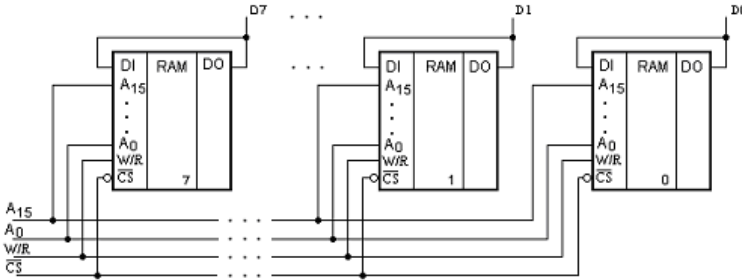 D7 . . . D1 D0
DI RAM DO . . . DI RAM DO DI RAM DO
A15 A15 A15
A0 A0 A0
W/R W/R W/R
CS 7 CS 1 CS 0
A15
A0
W/R
CS